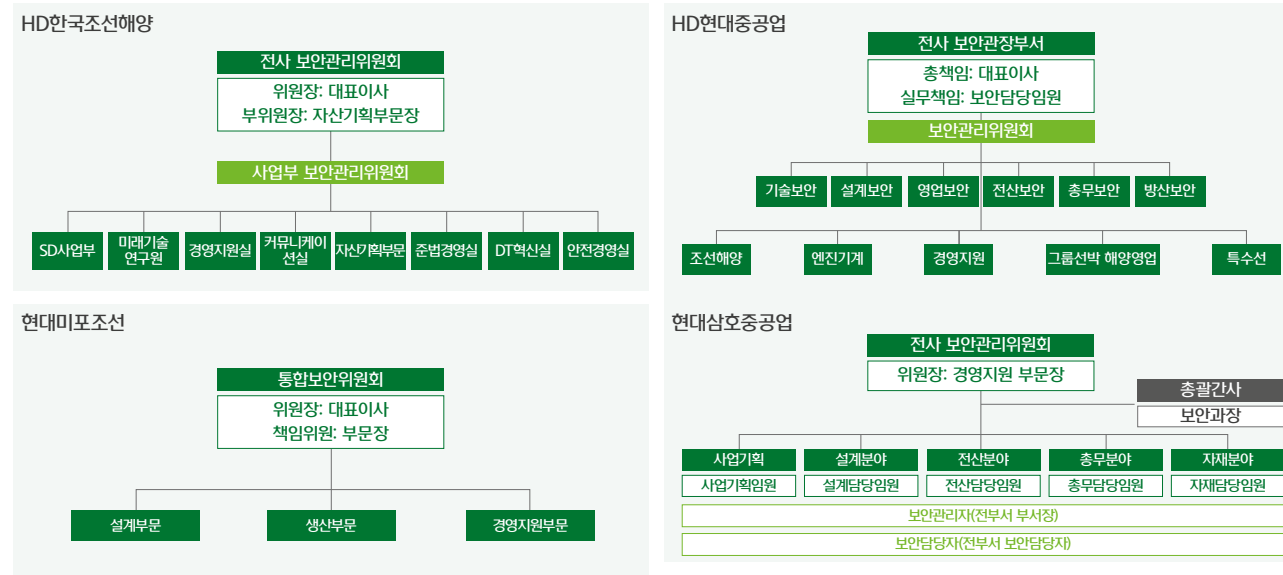 HD한국조선해양
전사 보안관리위원회
위원장: 대표이사
부위원장: 자산기획부문장
사업부 보안관리위원회
SD사업부
미래기술
연구원
경영지원실
커뮤니케이
션실
자산기획부문
준법경영실
DT혁신실
안전경영실
HD현대중공업
전사 보안관장부서
총책임: 대표이사
실무책임: 보안담당임원
보안관리위원회
기술보안
설계보안
영업보안
전산보안
총무보안
방산보안
조선해양
엔진기계
경영지원
그룹선박 해양영업
특수선
현대미포조선
통합보안위원회
위원장: 대표이사
책임위원: 부문장
설계부문
생산부문
경영지원부문
현대삼호중공업
전사 보안관리위원회
위원장: 경영지원 부문장
총괄간사
보안과장
사업기획
설계분야
전산분야
총무분야
자재분야
사업기획임원
설계담당임원
전산담당임원
총무담당임원
자재담당임원
보안관리자(전부서 부서장)
보안담당자(전부서 보안담당자)